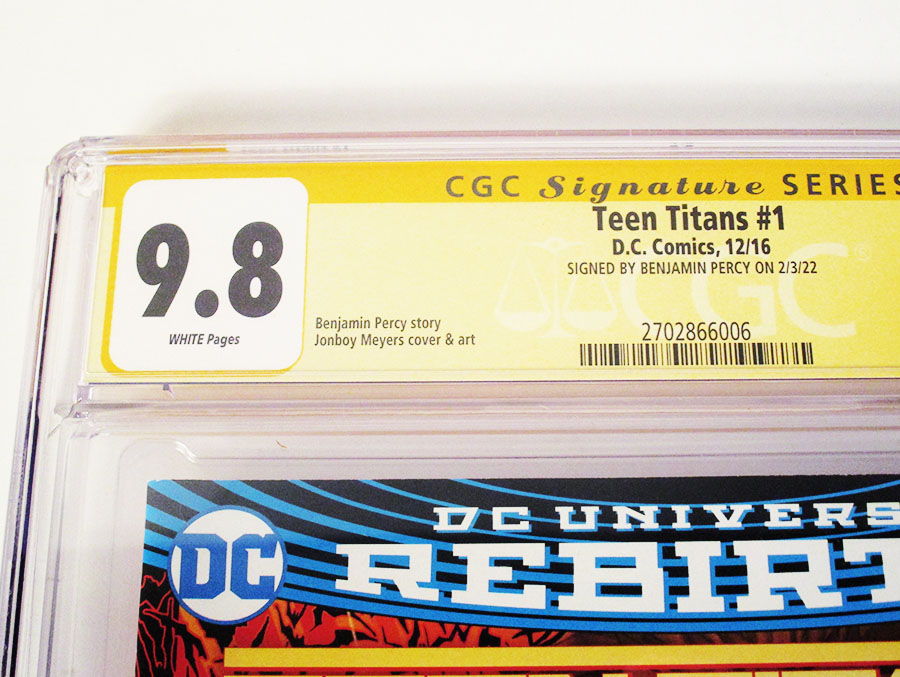 CGC Signature SERIES
Teen Titans #1
D.C. Comics, 12/16
SIGNED BY BENJAMIN PERCY ON 2/3/22
9.8
WHITE Pages
Benjamin Percy story
Jonboy Meyers cover & art
CGC
2702866006
DC UNIVERS
DC
REBIRT